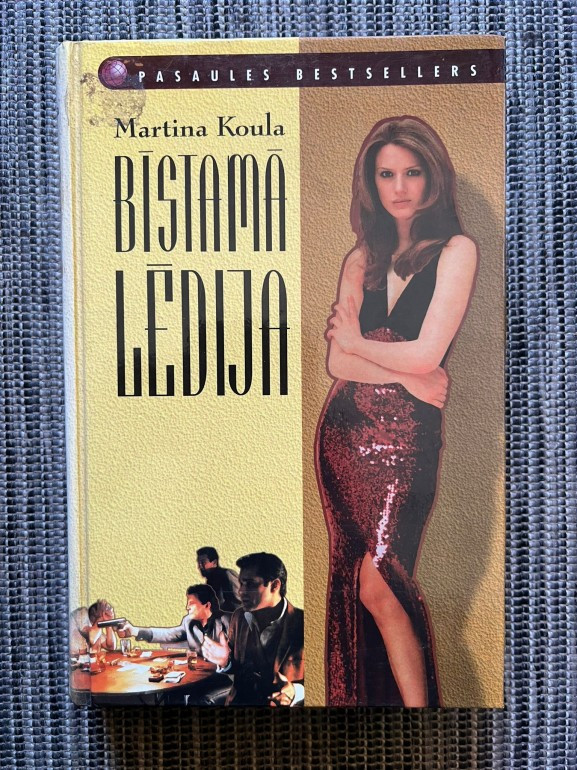 PASAULES BESTSELLERS
Martina Koula
BĪSTAMĀ
LĒDIJA